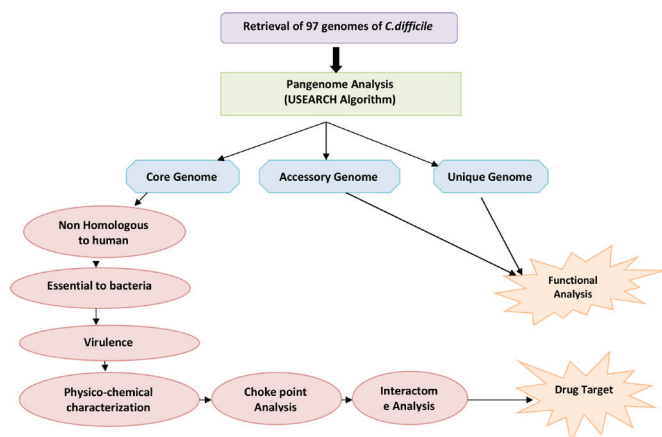 Retrieval of 97 genomes of C.difficile
Pangenome Analysis
(USEARCH Algorithm)
Core Genome
Accessory Genome
Unique Genome
Non Homologous
to human
Essential to bacteria
Functional
Analysis
Virulence
Physico-chemical
characterization
Choke point
Analysis
Interactom
e Analysis
Drug Target